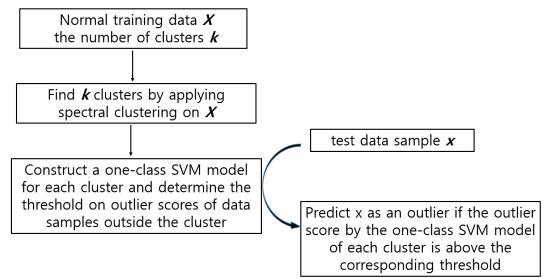 Normal training data X
the number of clusters k
Find k clusters by applying
spectral clustering on X
Construct a one-class SVM model
for each cluster and determine the
threshold on outlier scores of data
samples outside the cluster
test data sample x
Predict x as an outlier if the outlier
score by the one-class SVM model
of each cluster is above the
corresponding threshold